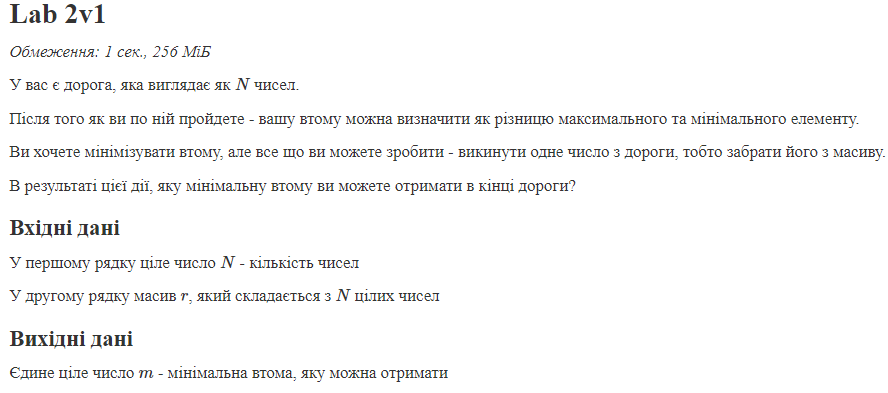 Lab 2v1
Обмеження: 1 сек., 256 МіБ
У вас є дорога, яка виглядає як N чисел.
Після того як ви по ній пройдете - вашу втому можна визначити як різницю максимального та мінімального елементу.
Ви хочете мінімізувати втому, але все що ви можете зробити - викинути одне число з дороги, тобто забрати його з масиву.
В результаті цієї дії, яку мінімальну втому ви можете отримати в кінці дороги?
Вхідні дані
У першому рядку ціле число N - кількість чисел
У другому рядку масив r, який складається з N цілих чисел
Вихідні дані
Єдине ціле число m - мінімальна втома, яку можна отримати